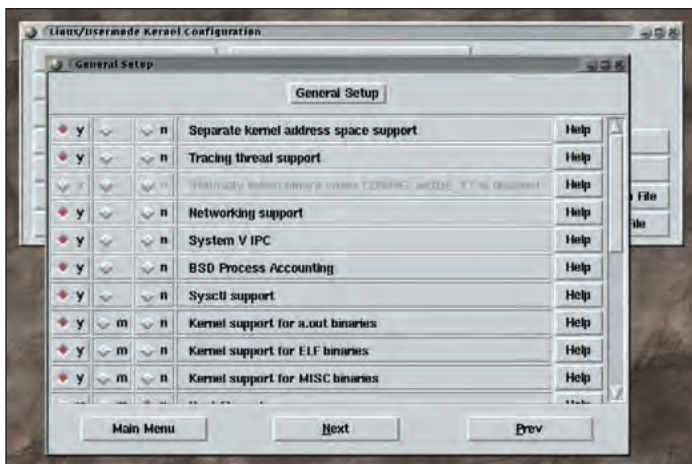 Linux/Usermode Kernel Configuration
General Setup
General Setup
y n Separate kernel address space support Help
y n Tracing thread support Help
y n Help
y n Networking support Help
y n System V IPC Help
y n BSD Process Accounting Help
y n Sysctl support Help
y m n Kernel support for a.out binaries Help
y m n Kernel support for ELF binaries Help
y m n Kernel support for MISC binaries Help
File
File
Main Menu
Next
Prev